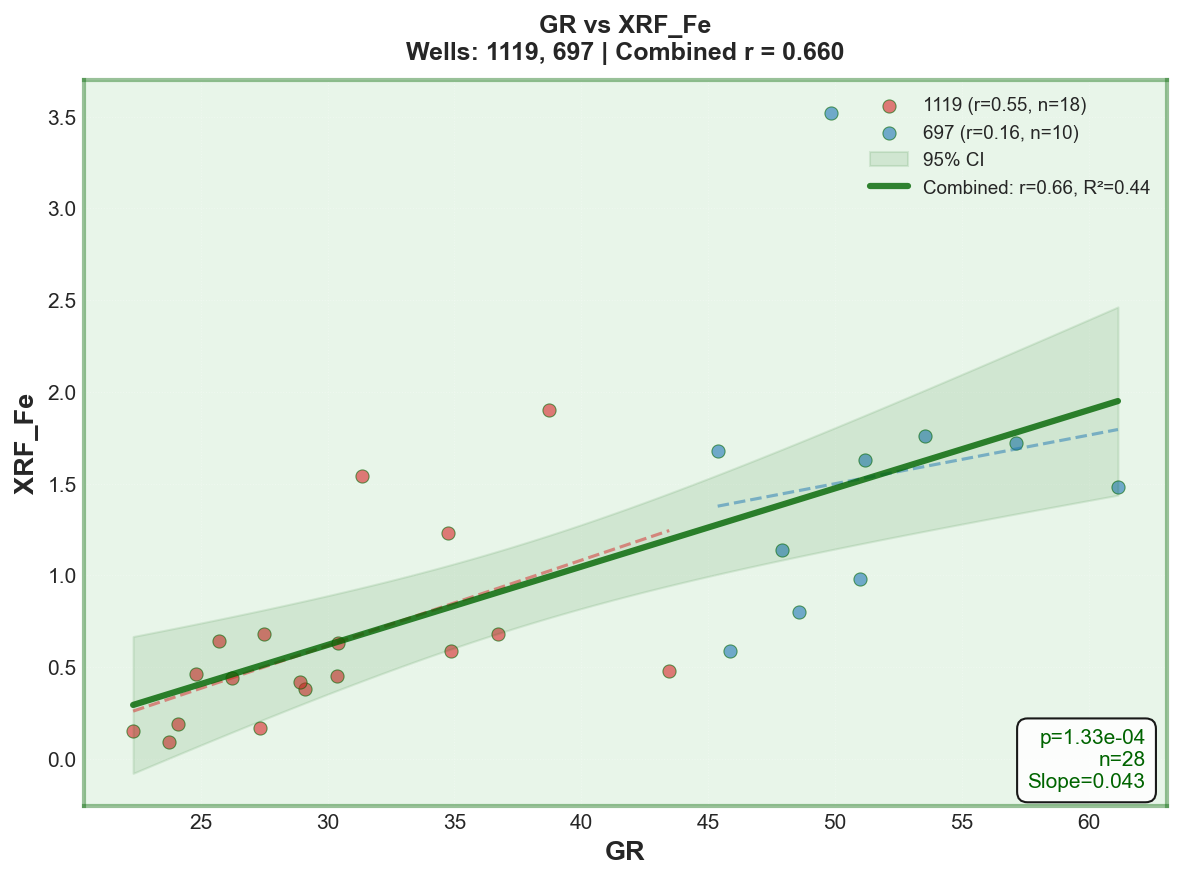 GR vs XRF_Fe
Wells: 1119, 697 | Combined r = 0.660
1119 (r=0.55, n=18)
697 (r=0.16, n=10)
95% CI
Combined: r=0.66, R²=0.44
XRF_Fe
3.5
3.0
2.5
2.0
1.5
1.0
0.5
0.0
p=1.33e-04
n=28
Slope=0.043
25 30 35 40 45 50 55 60
GR